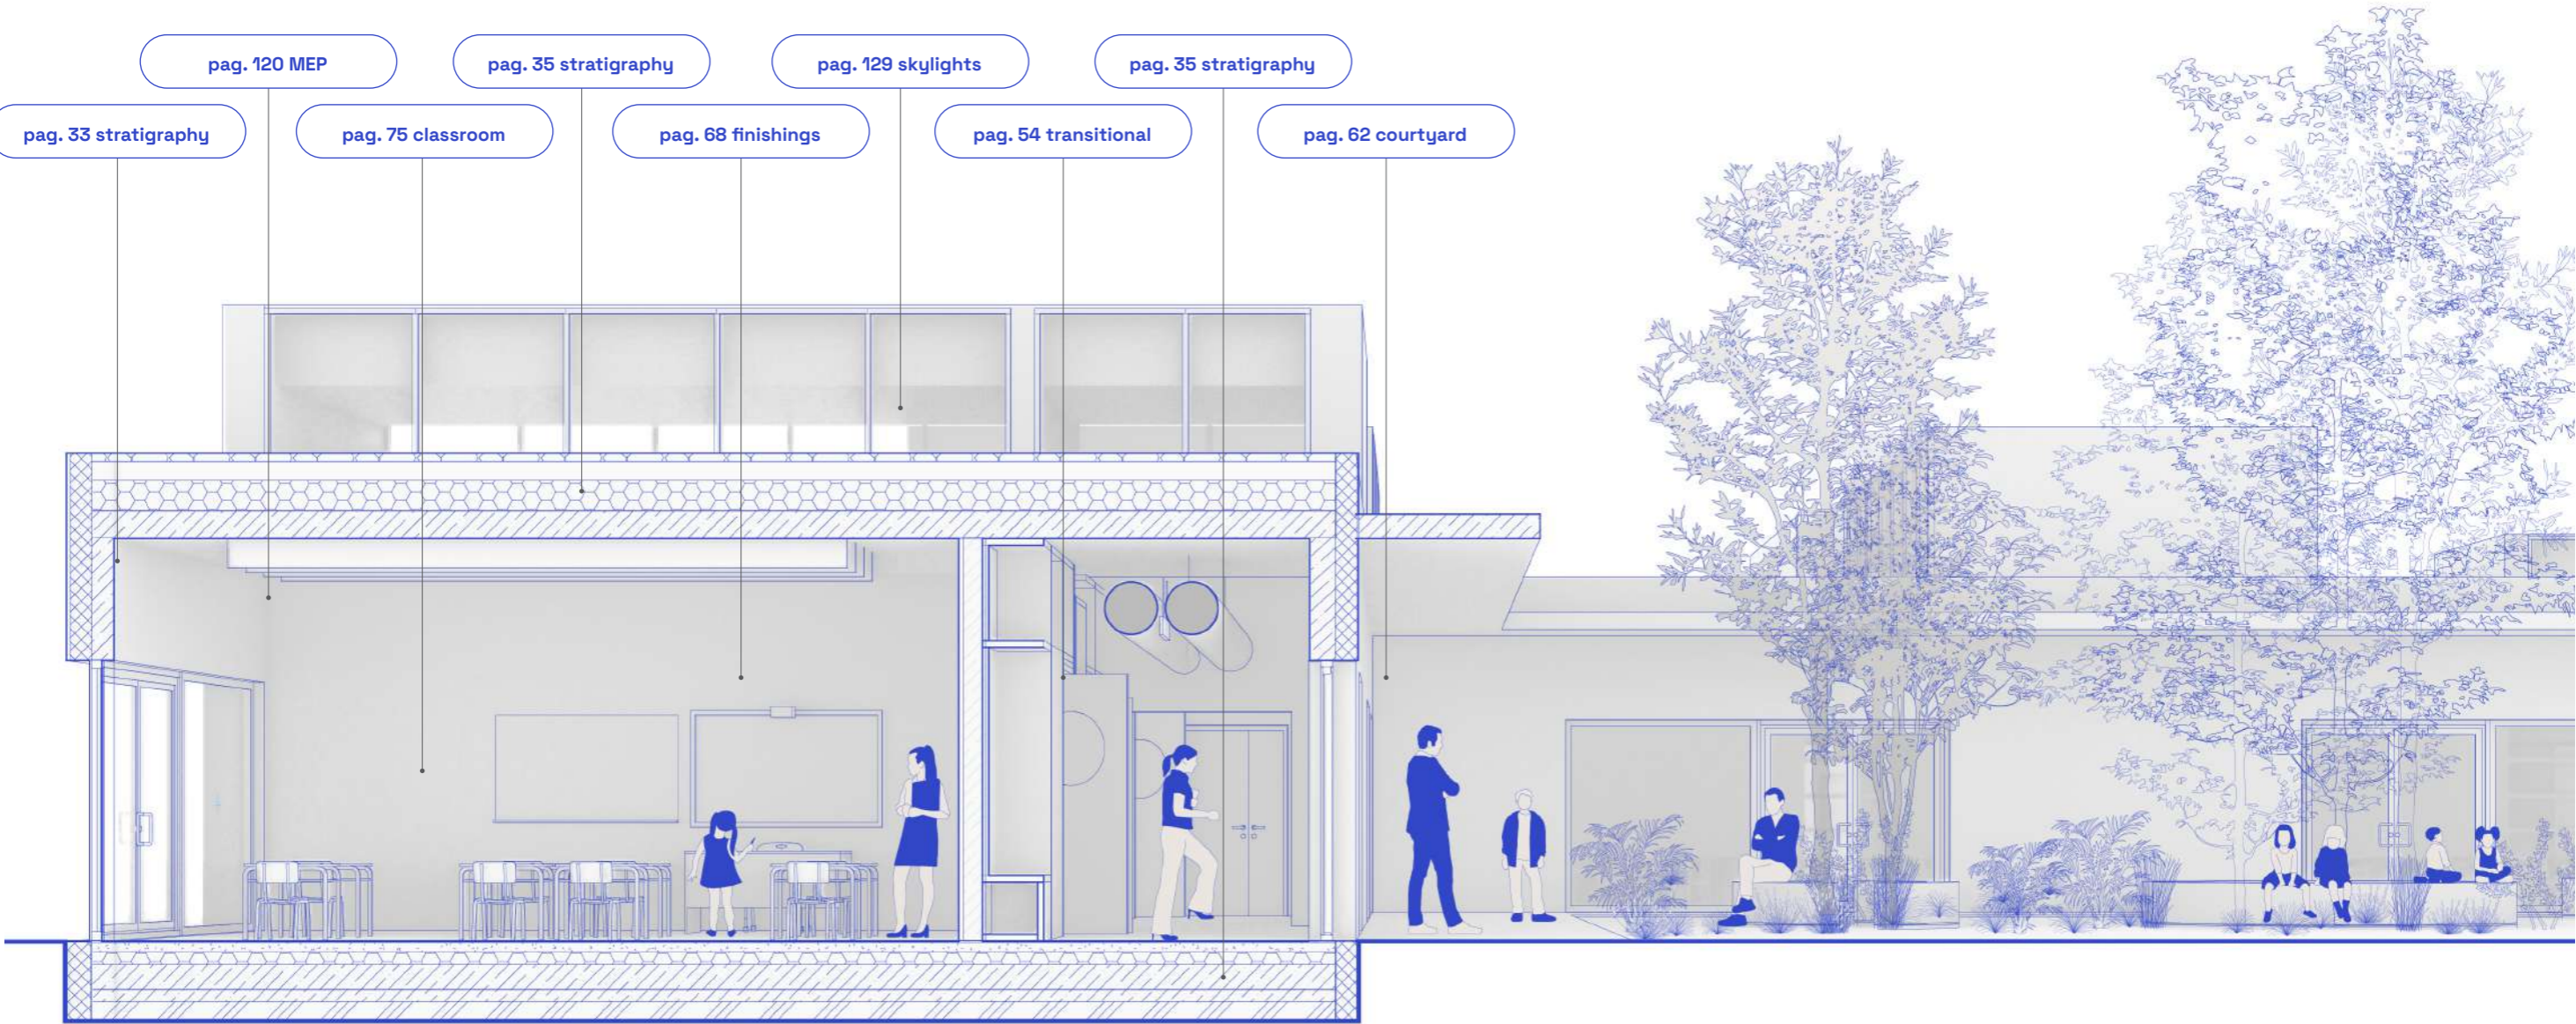 pag. 120 MEP
pag. 35 stratigraphy
pag. 129 skylights
pag. 35 stratigraphy
pag. 33 stratigraphy
pag. 75 classroom
pag. 68 finishings
pag. 54 transitional
pag. 62 courtyard